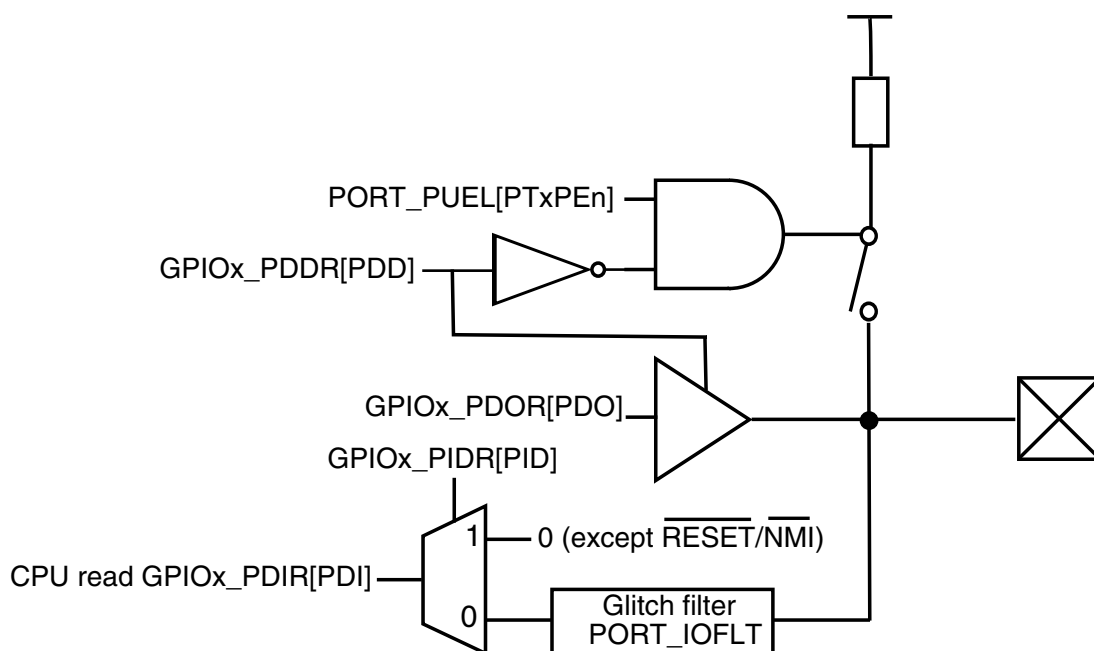 PORT_PUEL[PTxPEn]
GPIOx_PDDR[PDD]
GPIOx_PDOR[PDO]
GPIOx_PIDR[PID]
1
0 (except RESET/NMI)
CPU read GPIOx_PDIR[PDI]
0
Glitch filter
PORT_IOFLT